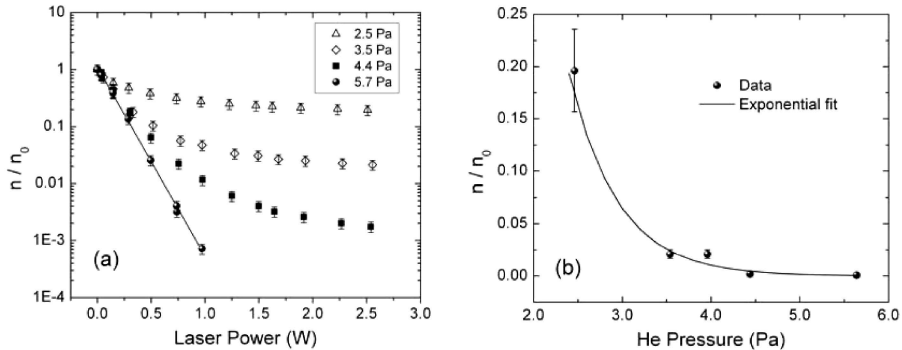 (a)
10
1
0.1
0.01
1E-3
1E-4
n / n₀
2.5 Pa
3.5 Pa
4.4 Pa
5.7 Pa
0.0 0.5 1.0 1.5 2.0 2.5 3.0
Laser Power (W)
0.25
0.20
0.15
0.10
0.05
0.00
n / n₀
Data
Exponential fit
(b)
2.0 3.0 4.0 5.0 6.0
He Pressure (Pa)